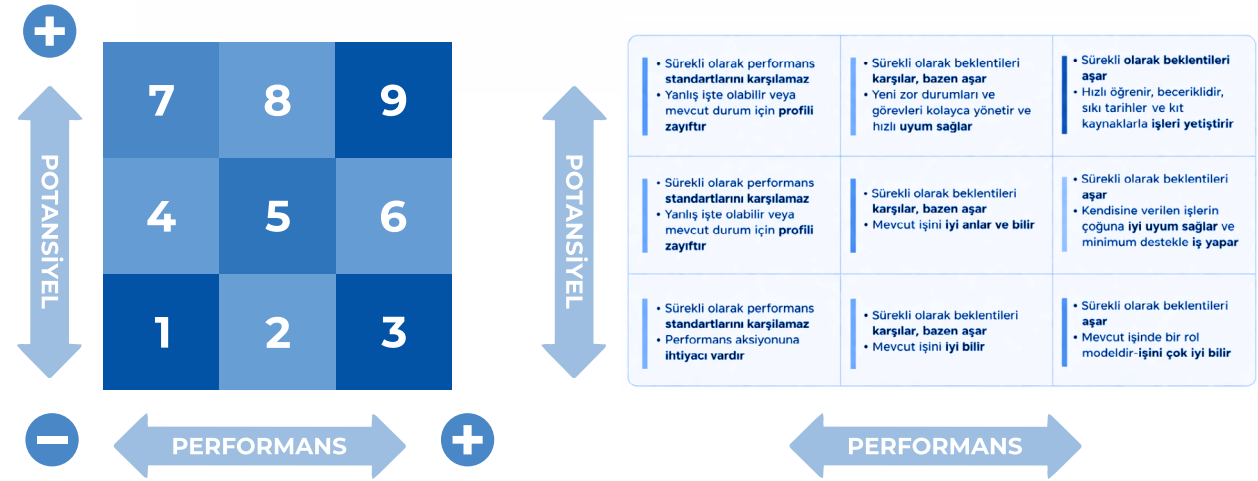 +
7 8 9
4 5 6
1 2 3
POTANSİYEL
− PERFORMANS +
POTANSİYEL
• Sürekli olarak performans
standartlarını karşılamaz
• Yanlış işte olabilir veya
mevcut durum için profili
zayıftır
• Sürekli olarak beklentileri
karşılar, bazen aşar
• Yeni zor durumları ve
görevleri kolayca yönetir ve
hızlı uyum sağlar
• Sürekli olarak beklentileri
aşar
• Hızlı öğrenir, beceriklidir,
sıkı tarihler ve kıt
kaynaklarla işleri yetiştirir
• Sürekli olarak performans
standartlarını karşılamaz
• Yanlış işte olabilir veya
mevcut durum için profili
zayıftır
• Sürekli olarak beklentileri
karşılar, bazen aşar
• Mevcut işini iyi anlar ve bilir
• Sürekli olarak beklentileri
aşar
• Kendisine verilen işlerin
çoğuna iyi uyum sağlar ve
minimum destekle iş yapar
• Sürekli olarak performans
standartlarını karşılamaz
• Performans aksiyonuna
ihtiyacı vardır
• Sürekli olarak beklentileri
karşılar, bazen aşar
• Mevcut işini iyi bilir
• Sürekli olarak beklentileri
aşar
• Mevcut işinde bir rol
modeldir-işini çok iyi bilir
PERFORMANS